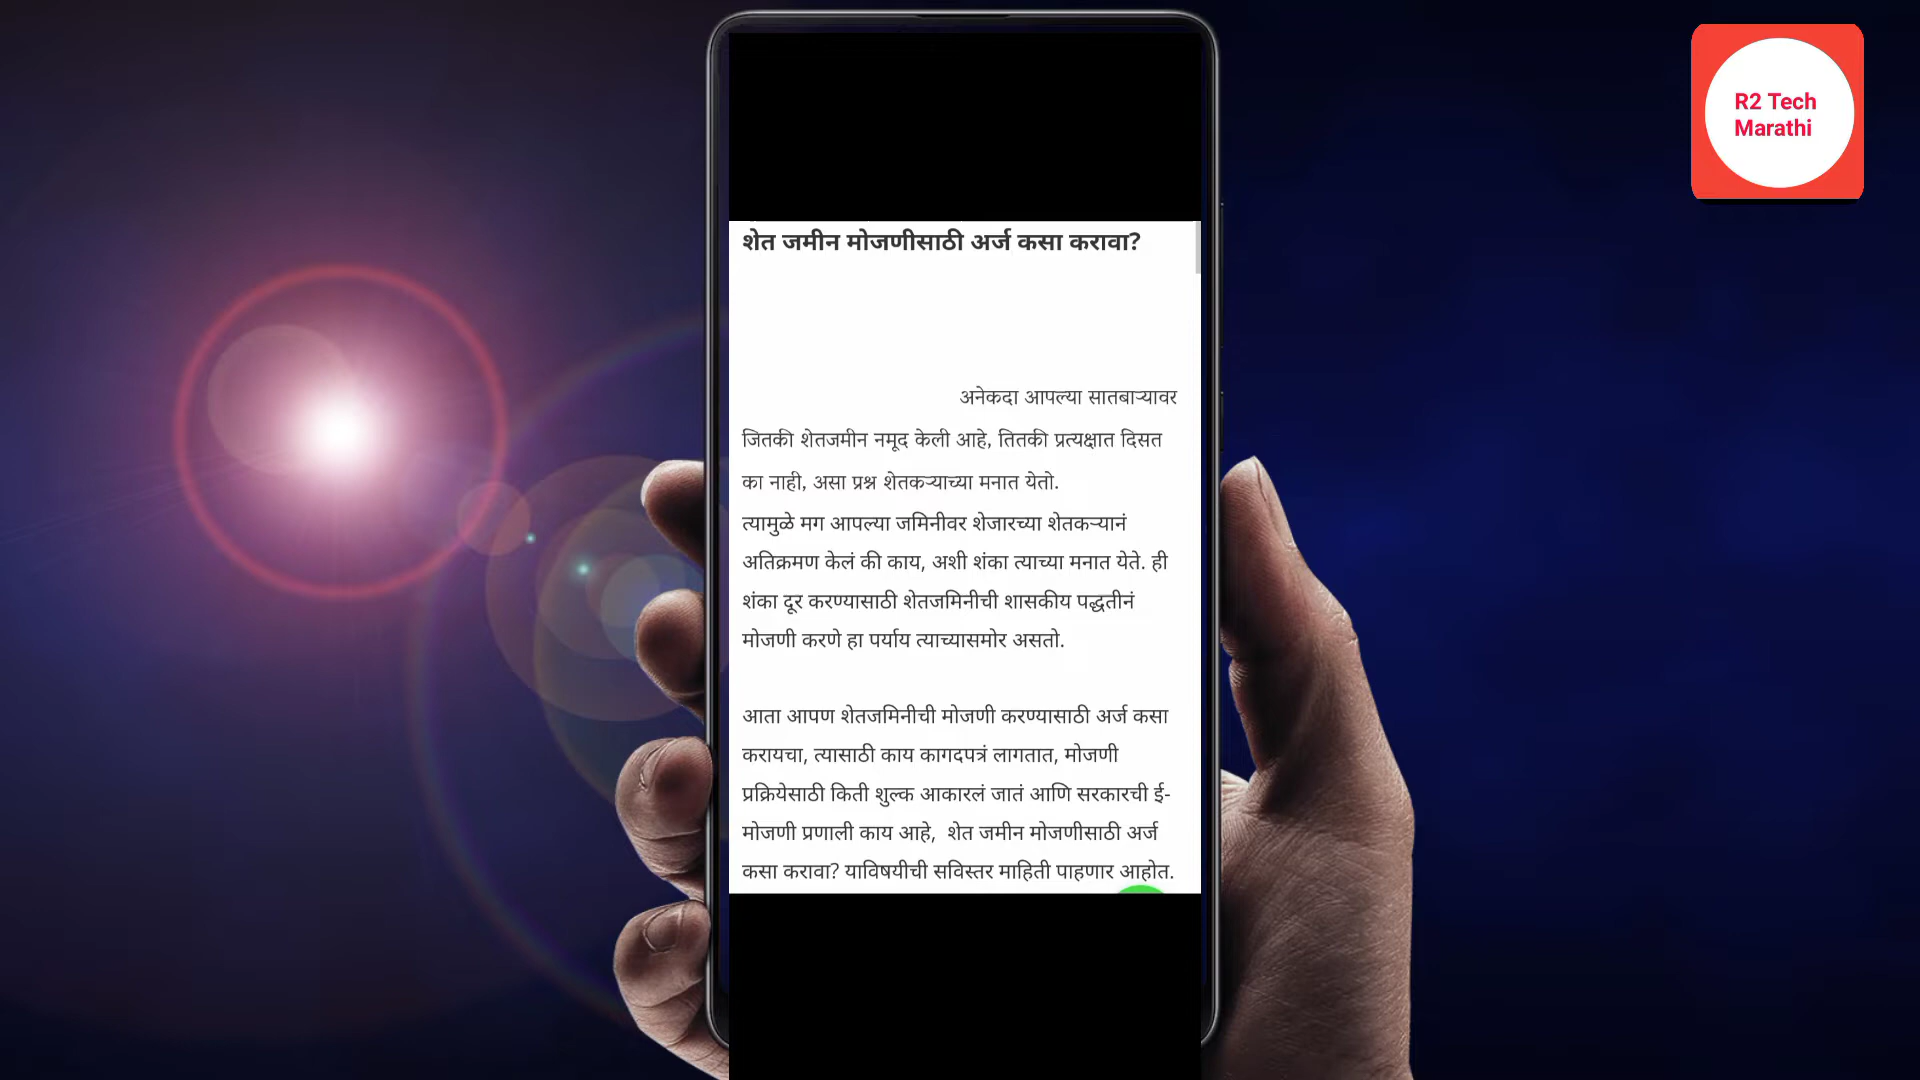 R2 Tech
Marathi
शेत जमीन मोजणीसाठी अर्ज कसा करावा?
अनेकदा आपल्या सातबाऱ्यावर
जितकी शेतजमीन नमूद केली आहे, तितकी प्रत्यक्षात दिसत
का नाही, असा प्रश्न शेतकऱ्याच्या मनात येतो.
त्यामुळे मग आपल्या जमिनीवर शेजारच्या शेतकऱ्यानं
अतिक्रमण केलं की काय, अशी शंका त्याच्या मनात येते. ही
शंका दूर करण्यासाठी शेतजमिनीची शासकीय पद्धतीनं
मोजणी करणे हा पर्याय त्याच्यासमोर असतो.
आता आपण शेतजमिनीची मोजणी करण्यासाठी अर्ज कसा
करायचा, त्यासाठी काय कागदपत्रं लागतात, मोजणी
प्रक्रियेसाठी किती शुल्क आकारलं जातं आणि सरकारची ई-
मोजणी प्रणाली काय आहे, शेत जमीन मोजणीसाठी अर्ज
कसा करावा? याविषयीची सविस्तर माहिती पाहणार आहोत.